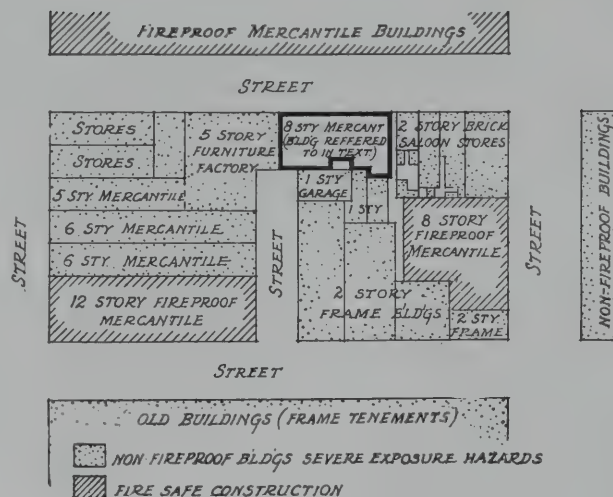 FIREPROOF MERCANTILE BUILDINGS
STREET
STORES
STORES
5 STORY
FURNITURE
FACTORY
8 STY MERCANT
(BLDG REFFERED
TO IN TEXT)
2 STORY BRICK
SALOON STORES
1 STY
GARAGE
1 STY
5 STY MERCANTILE
6 STY MERCANTILE
6 STY MERCANTILE
12 STORY FIREPROOF
MERCANTILE
8 STORY
FIREPROOF
MERCANTILE
2 STORY
FRAME BLDGS
2 STY
FRAME
STREET
STREET
STREET
NON-FIREPROOF BUILDINGS
STREET
OLD BUILDINGS (FRAME TENEMENTS)
NON FIREPROOF BLDGS SEVERE EXPOSURE HAZARDS
FIRE SAFE CONSTRUCTION